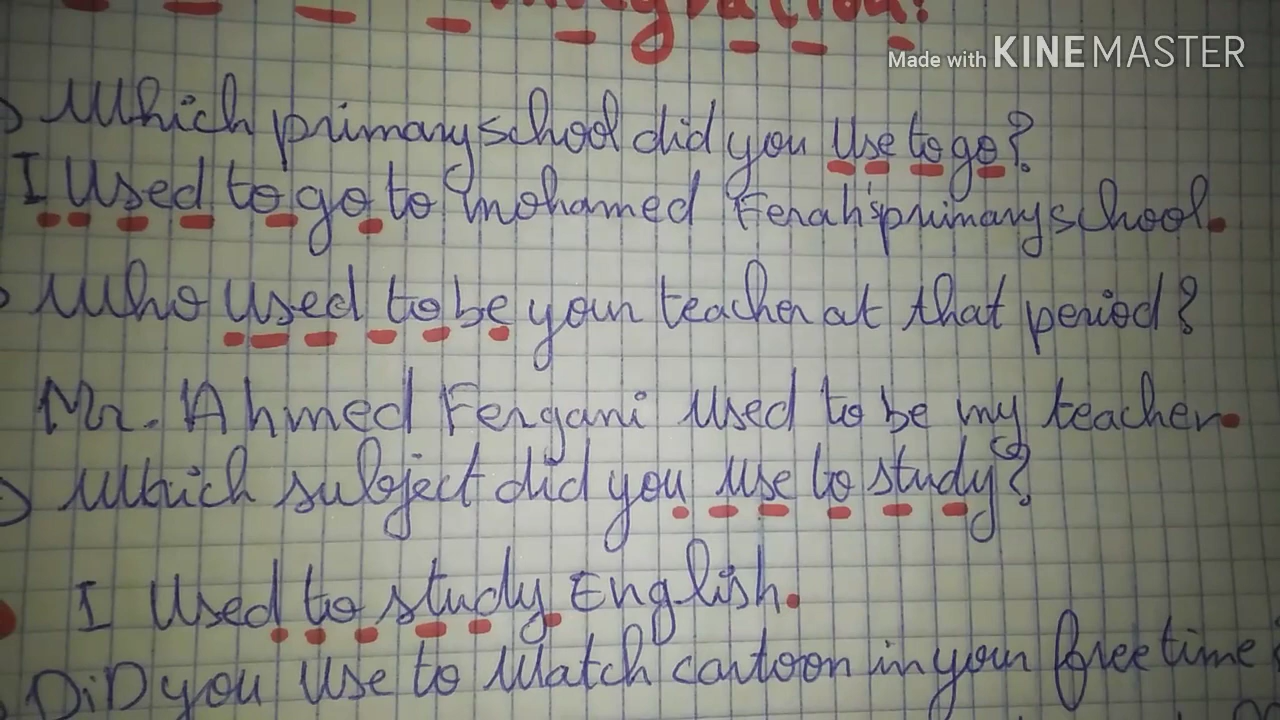 Made with KINEMASTER
Which primary school did you Use to go?
I Used to go to mohamed Ferah's primary school.
Who used to be your teacher at that period?
Mr. Ahmed Fergani used to be my teacher.
Which subject did you use to study?
I Used to study English.
DiD you Use to Watch cartoon in your free time